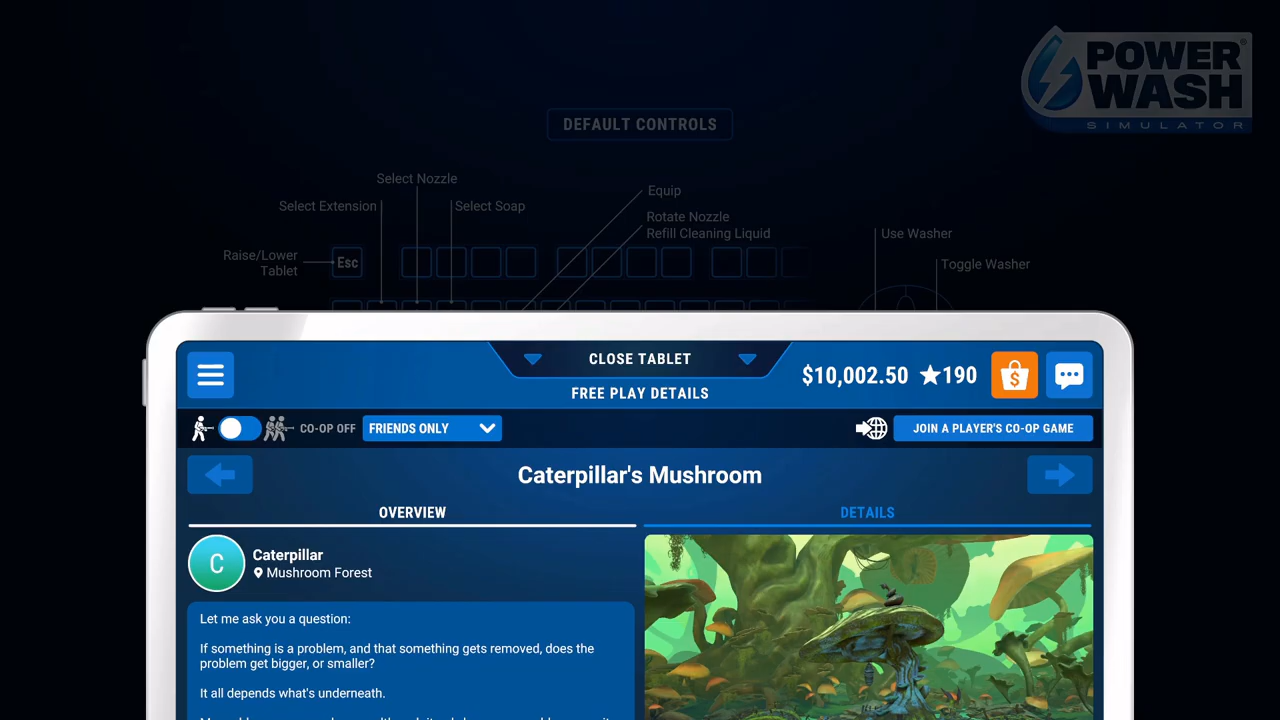 POWER
WASH
SIMULATOR
DEFAULT CONTROLS
Select Nozzle
Select Extension
Select Soap
Equip
Rotate Nozzle
Refill Cleaning Liquid
Use Washer
Toggle Washer
Raise/Lower
Tablet
Esc
CLOSE TABLET
$10,002.50 ★190
FREE PLAY DETAILS
CO-OP OFF
FRIENDS ONLY
JOIN A PLAYER'S CO-OP GAME
Caterpillar's Mushroom
OVERVIEW
DETAILS
C
Caterpillar
Mushroom Forest
Let me ask you a question:
If something is a problem, and that something gets removed, does the
problem get bigger, or smaller?
It all depends what's underneath.